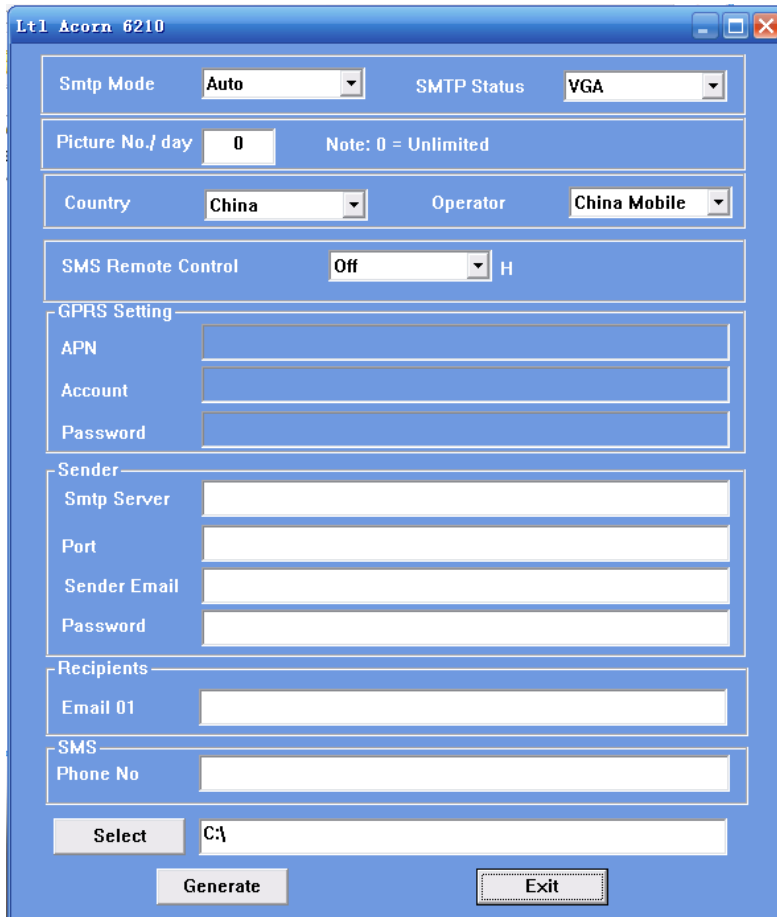 Ltl Acorn 6210
Smtp Mode Auto SMTP Status VGA
Picture No./ day 0 Note: 0 = Unlimited
Country China Operator China Mobile
SMS Remote Control Off H
GPRS Setting
APN
Account
Password
Sender
Smtp Server
Port
Sender Email
Password
Recipients
Email 01
SMS
Phone No
Select C:\
Generate Exit